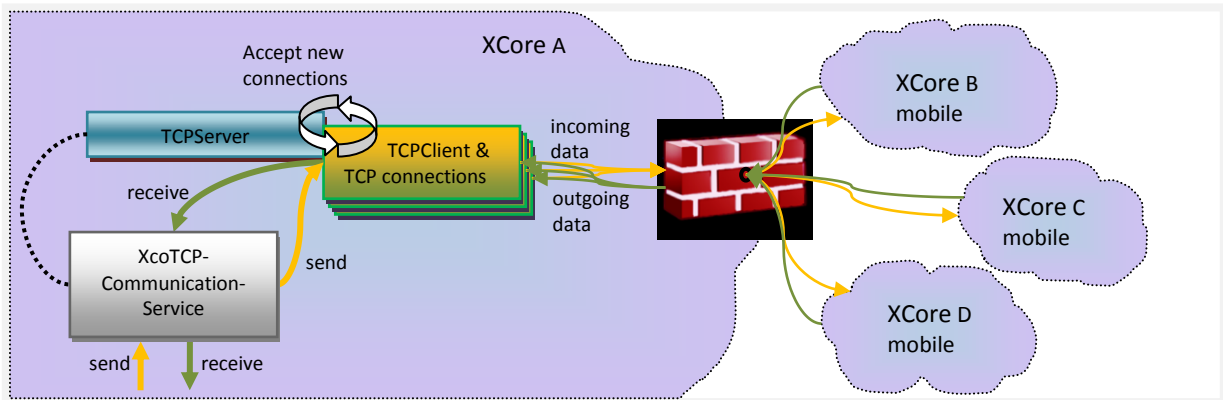 XCore A
Accept new
connections
TCPServer
TCPClient &
TCP connections
incoming
data
outgoing
data
receive
send
XcoTCP-
Communication-
Service
send
receive
XCore B
mobile
XCore C
mobile
XCore D
mobile